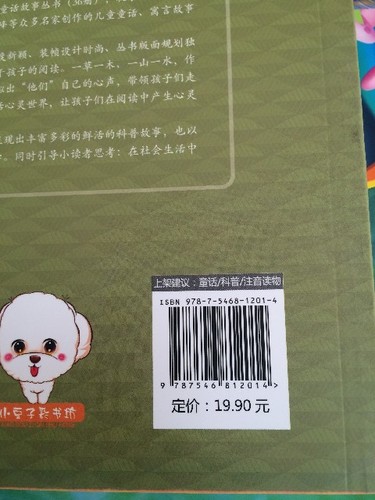 童话故事丛书（36册），
等众多名家创作的儿童童话、寓言故事
新颖、装帧设计时尚、丛书版面规划独
于孩子的阅读。一草一木，一山一水，作
出“他们”自己的心声、带领孩子们走
心灵世界，让孩子们在阅读中产生心灵
现出丰富多彩的鲜活的科普故事，也以
同时引导小读者思考：在社会生活中
上架建议：童话/科普/注音读物
ISBN 978-7-5468-1201-4
9 787546 812014 >
定价：19.90 元
小豆子彩书坊